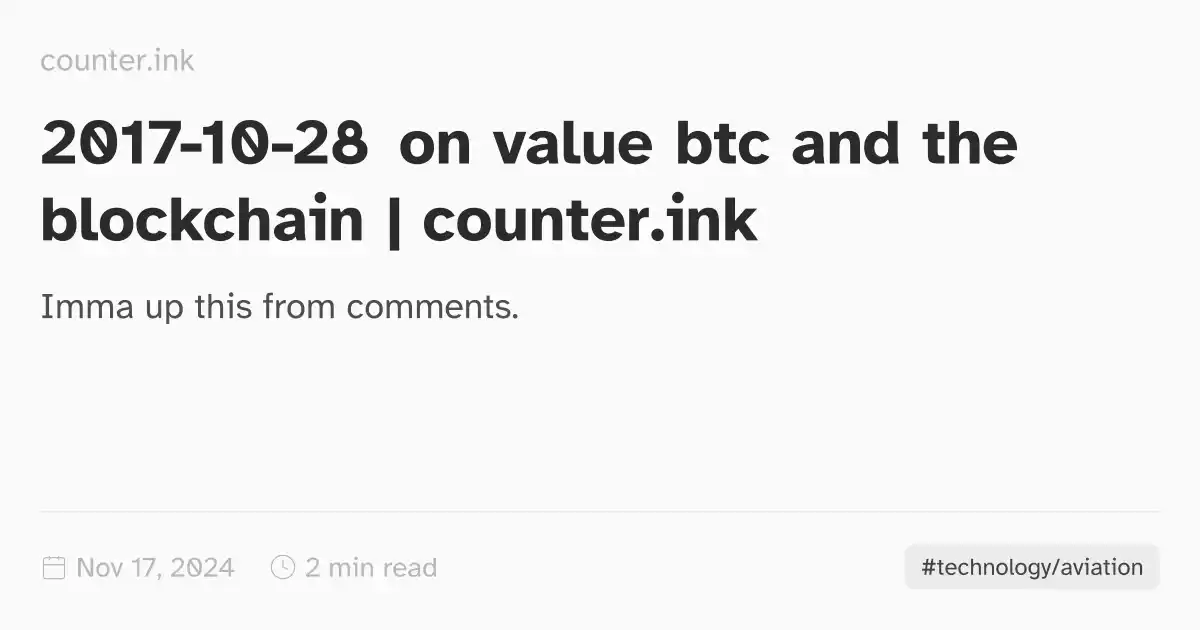 counter.ink
2017-10-28 on value btc and the
blockchain | counter.ink
Imma up this from comments.
Nov 17, 2024
2 min read
#technology/aviation